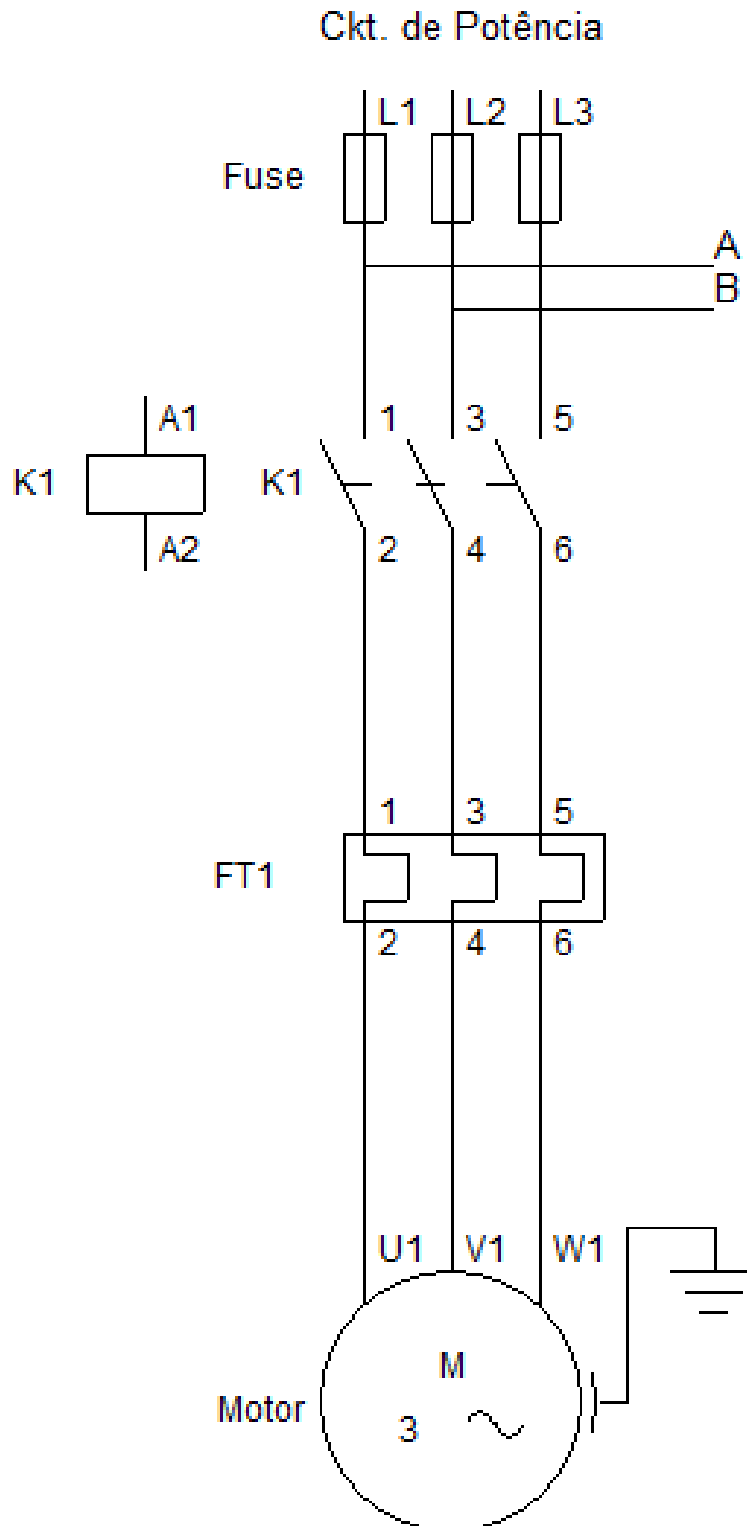 Ckt. de Potência
L1 L2 L3
Fuse
A
B
A1 1 3 5
K1 K1
A2 2 4 6
1 3 5
FT1
2 4 6
U1 V1 W1
M
Motor 3